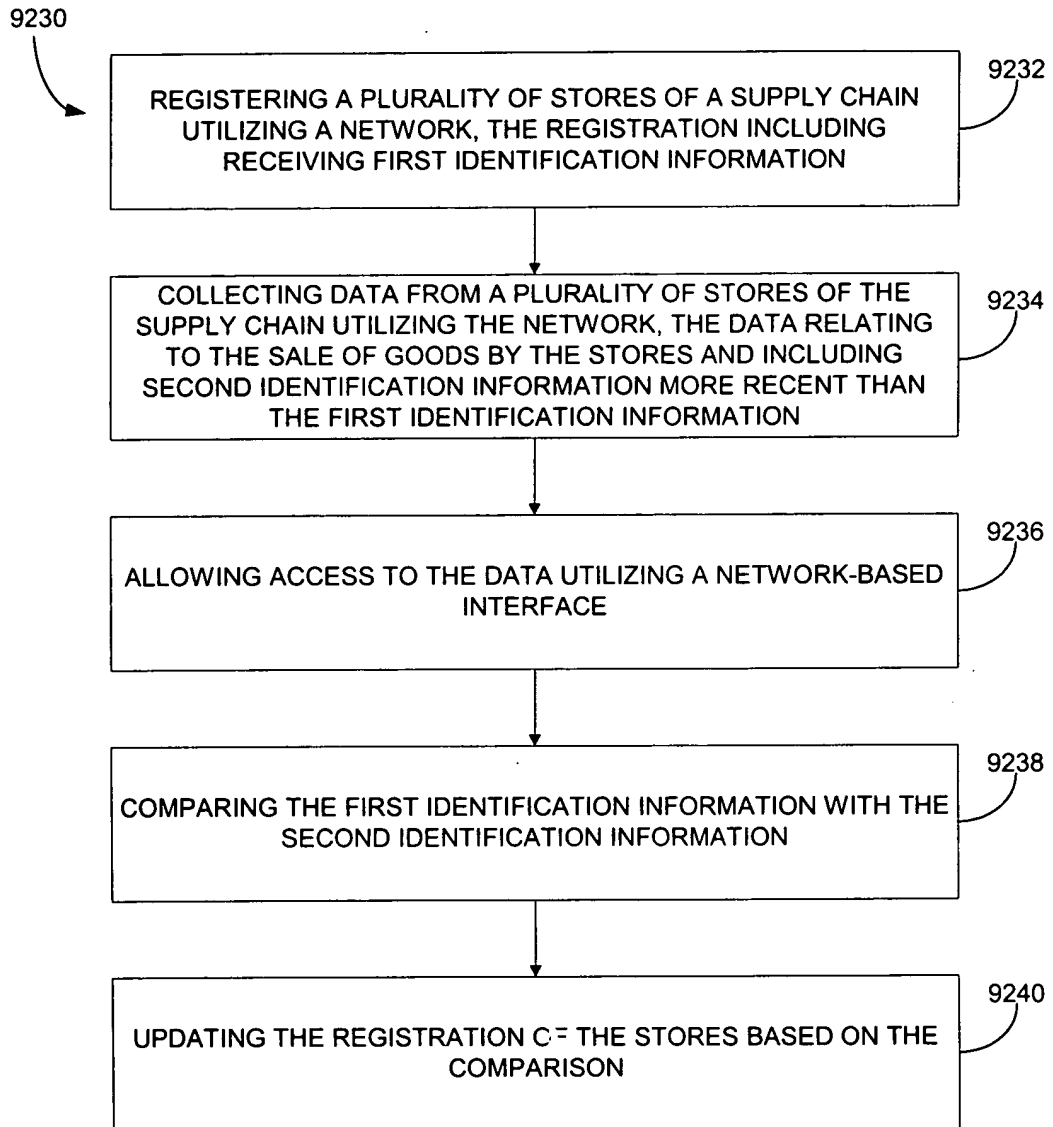 9230
9232
REGISTERING A PLURALITY OF STORES OF A SUPPLY CHAIN
UTILIZING A NETWORK, THE REGISTRATION INCLUDING
RECEIVING FIRST IDENTIFICATION INFORMATION
9234
COLLECTING DATA FROM A PLURALITY OF STORES OF THE
SUPPLY CHAIN UTILIZING THE NETWORK, THE DATA RELATING
TO THE SALE OF GOODS BY THE STORES AND INCLUDING
SECOND IDENTIFICATION INFORMATION MORE RECENT THAN
THE FIRST IDENTIFICATION INFORMATION
9236
ALLOWING ACCESS TO THE DATA UTILIZING A NETWORK-BASED
INTERFACE
9238
COMPARING THE FIRST IDENTIFICATION INFORMATION WITH THE
SECOND IDENTIFICATION INFORMATION
9240
UPDATING THE REGISTRATION OF THE STORES BASED ON THE
COMPARISON